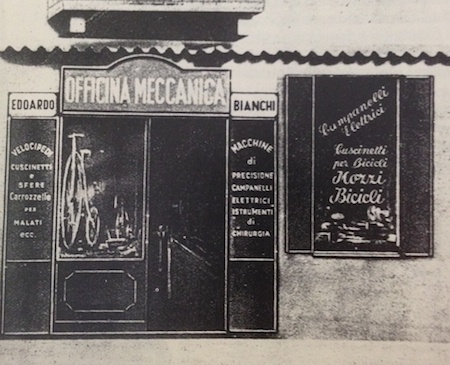 OFFICINA MECCANICA
EDOARDO
BIANCHI
VELOCIPEDI
CUSCINETTI
e
SFERE
Carrozzelle
PER
MALATI
ecc.
MACCHINE
di
PRECISIONE
CAMPANELLI
ELETTRICI
ISTRUMENTI
di
CHIRURGIA
Campanelli
Elettrici
Cuscinetti
per Bicicli
Mozzi
Bicicli